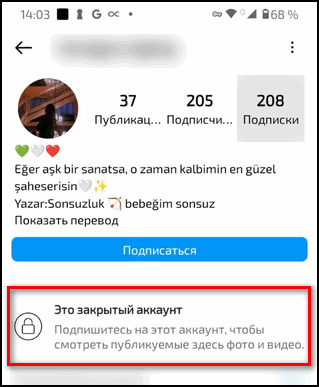 14:03 68 %
37 205 208
Публикац... Подписчи... Подписки
Eğer aşk bir sanatsa, o zaman kalbimin en güzel
şaheserisin🤍✨
Yazar:Sonsuzluk 🏹 bebeğim sonsuz
Показать перевод
Подписаться
Это закрытый аккаунт
Подпишитесь на этот аккаунт, чтобы
смотреть публикуемые здесь фото и видео.